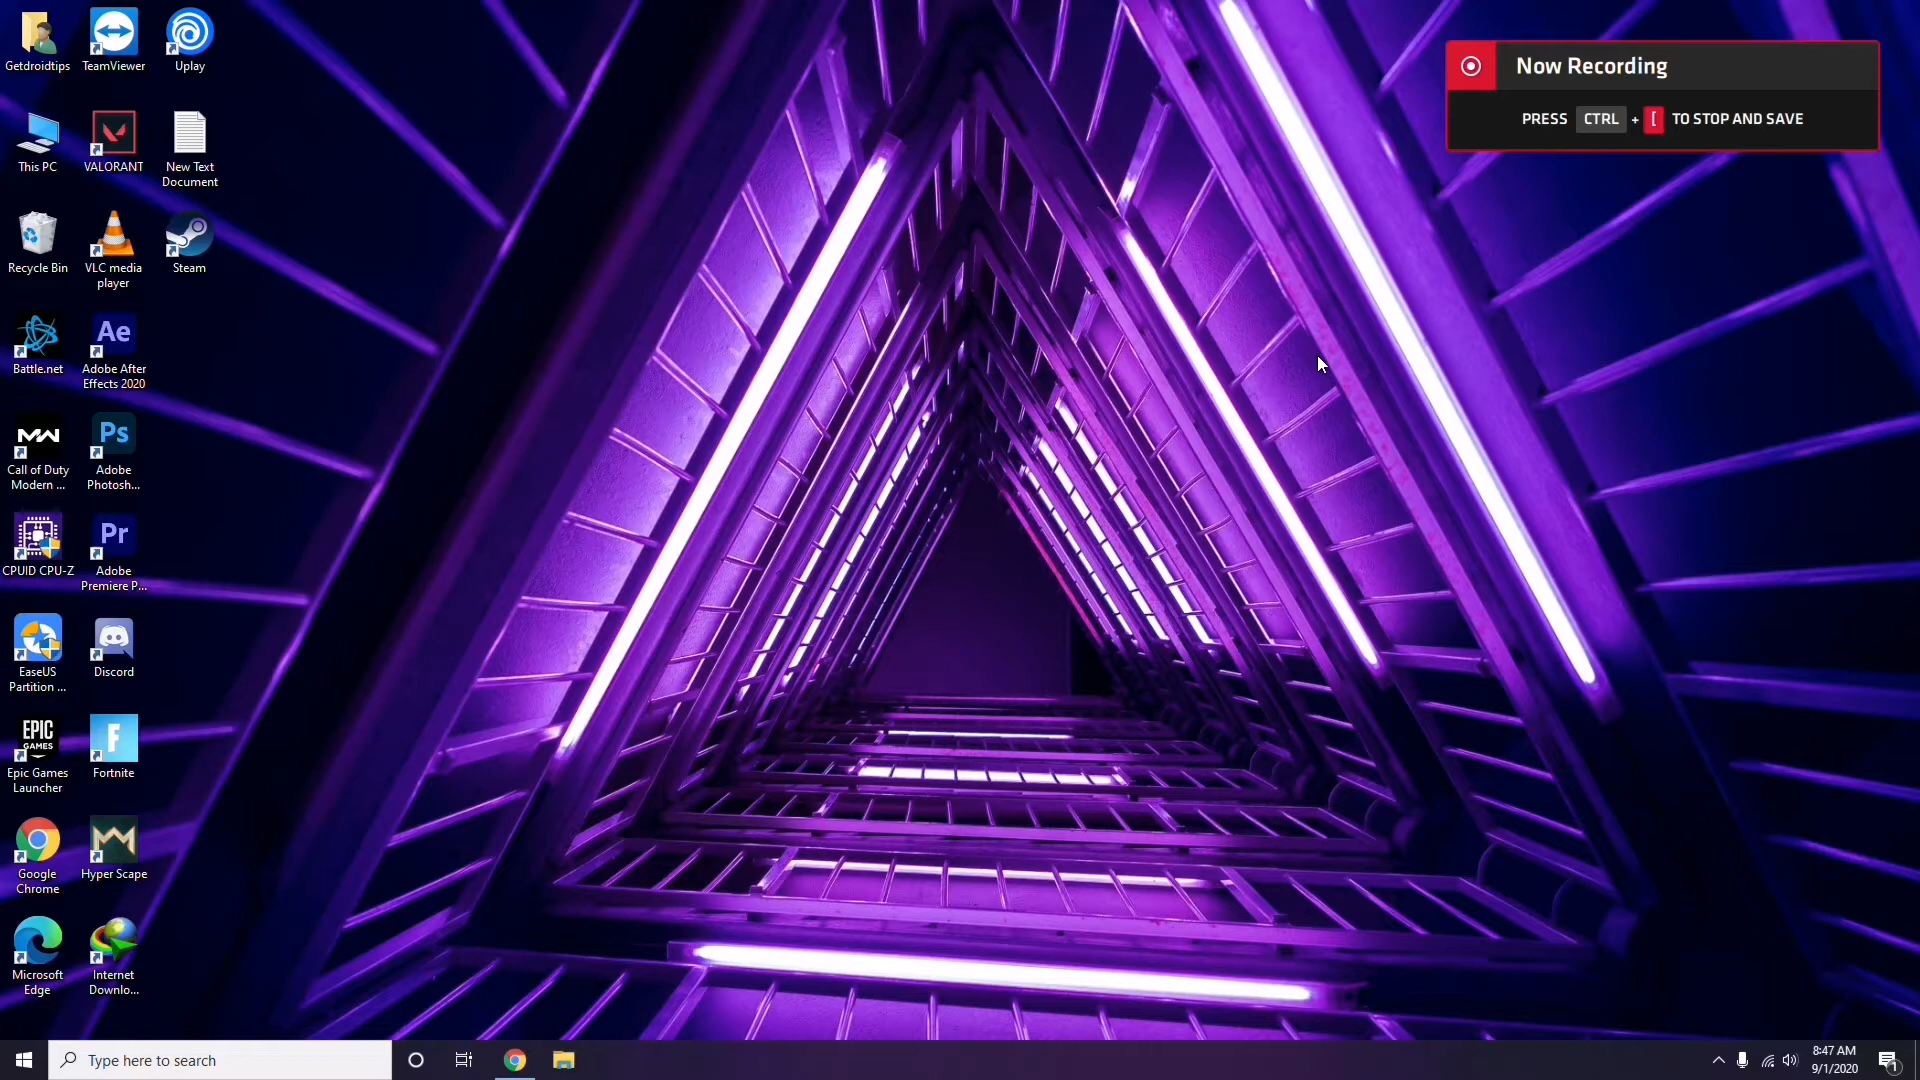 Getdroidtips
TeamViewer
Uplay
This PC
VALORANT
New Text
Document
Recycle Bin
VLC media
player
Steam
Battle.net
Ae
Adobe After
Effects 2020
MW
Call of Duty
Modern ...
Ps
Adobe
Photosh...
CPUID CPU-Z
Pr
Adobe
Premiere P...
EaseUS
Partition ...
Discord
EPIC
GAMES
Epic Games
Launcher
F
Fortnite
Google
Chrome
Hyper Scape
Microsoft
Edge
Internet
Downlo...
Now Recording
PRESS CTRL + [ TO STOP AND SAVE
Type here to search
8:47 AM
9/1/2020
1